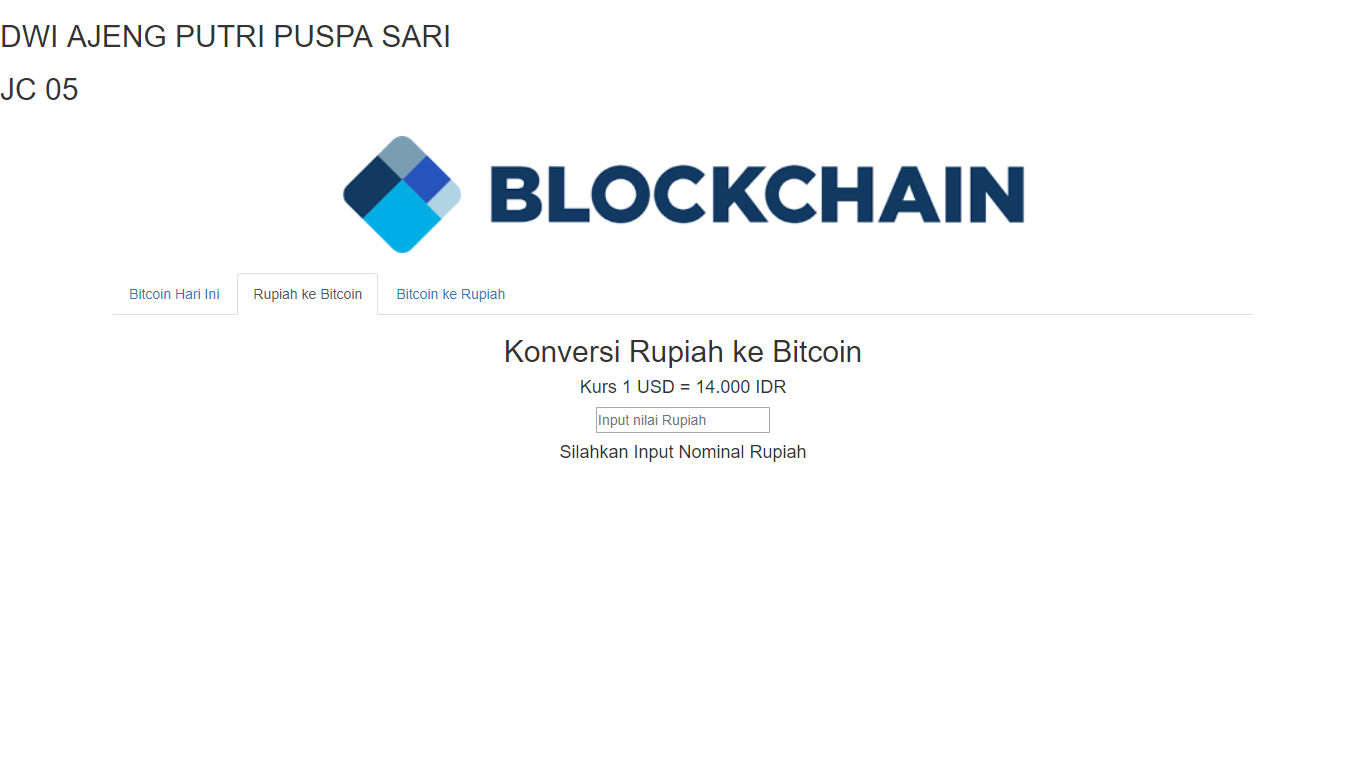 DWI AJENG PUTRI PUSPA SARI
JC 05
BLOCKCHAIN
Bitcoin Hari Ini Rupiah ke Bitcoin Bitcoin ke Rupiah
Konversi Rupiah ke Bitcoin
Kurs 1 USD = 14.000 IDR
Input nilai Rupiah
Silahkan Input Nominal Rupiah